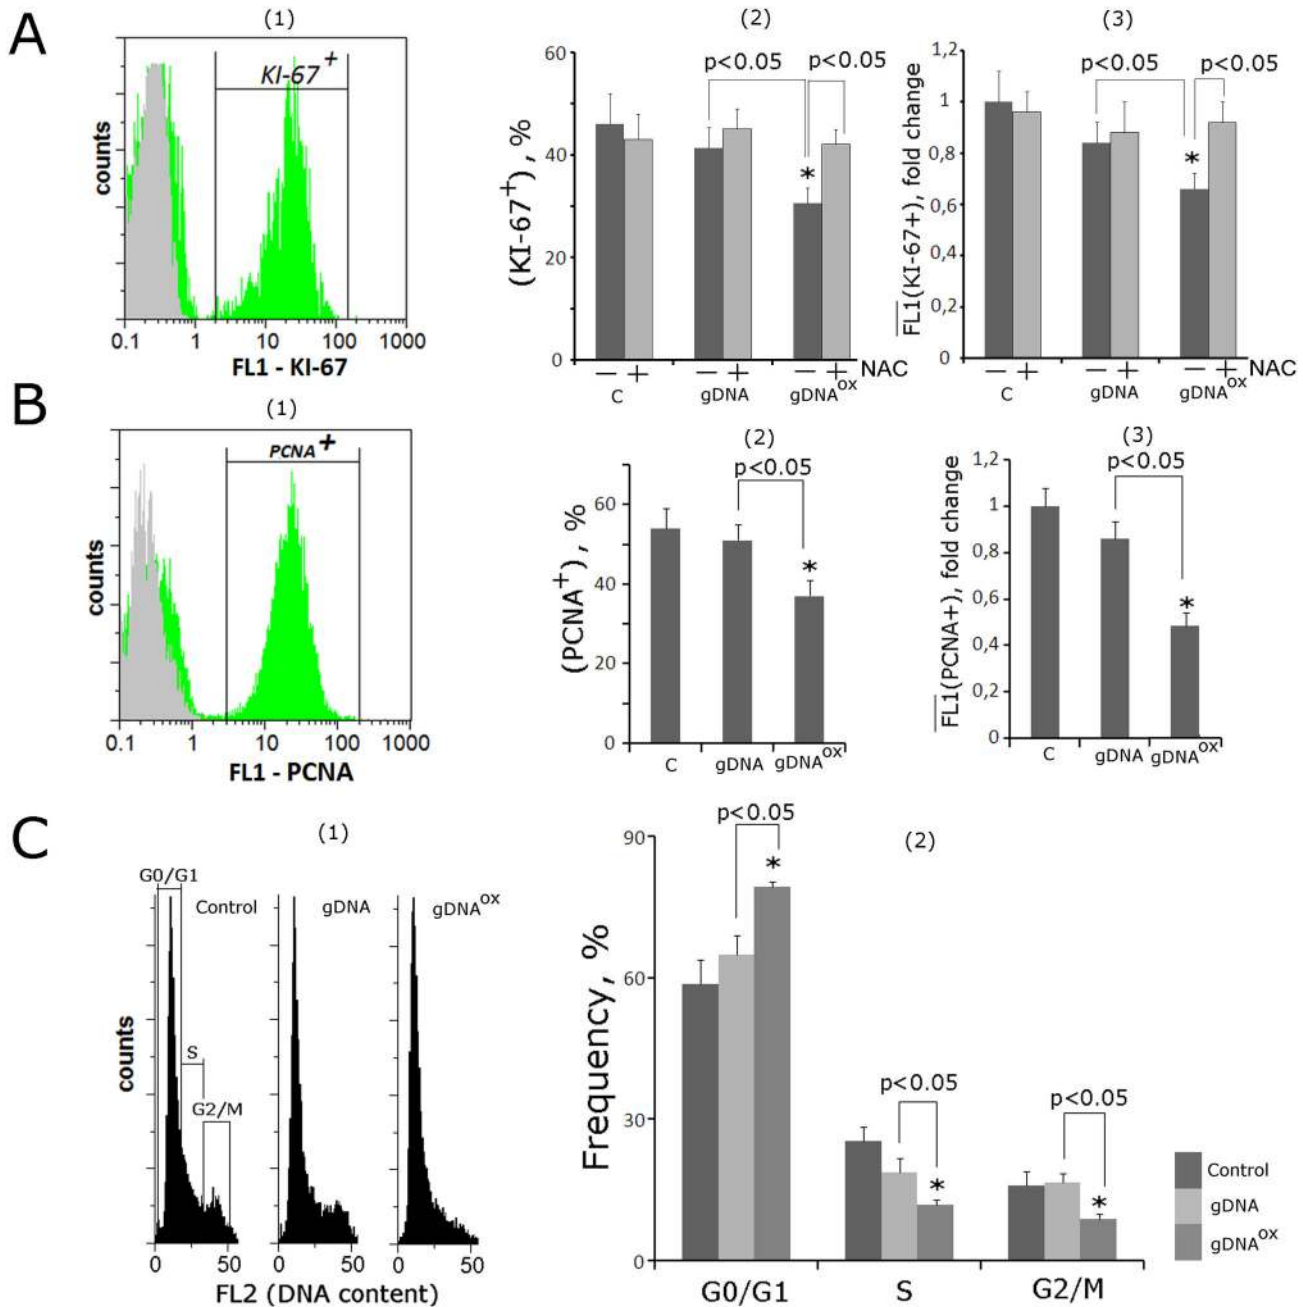 A
(1)
KI-67+
counts
0.1 1 10 100 1000
FL1 - KI-67
(2)
60
40
20
0
(KI-67+), %
p<0.05
p<0.05
*
— + — + — + NAC
C gDNA gDNAox
(3)
1,2
1
0,8
0,6
0,4
0,2
0
FL1(KI-67+), fold change
p<0.05
p<0.05
*
— + — + — + NAC
C gDNA gDNAox
B
(1)
PCNA+
counts
0.1 1 10 100 1000
FL1 - PCNA
(2)
60
40
20
0
(PCNA+), %
p<0.05
*
C gDNA gDNAox
(3)
1,2
1
0,8
0,6
0,4
0,2
0
FL1(PCNA+), fold change
p<0.05
*
C gDNA gDNAox
C
(1)
G0/G1
Control gDNA gDNAox
S
G2/M
counts
0 50 0 50 0 50
FL2 (DNA content)
(2)
90
60
30
0
Frequency, %
p<0.05
*
p<0.05
*
p<0.05
*
G0/G1 S G2/M
Control
gDNA
gDNAox